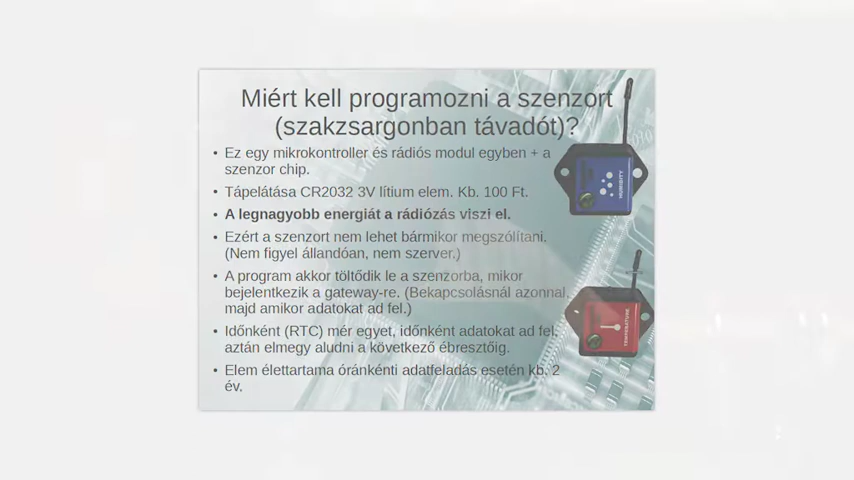 Miért kell programozni a szenzort
(szakzsargonban távadót)?
• Ez egy mikrokontroller és rádiós modul egyben + a
szenzor chip.
• Tápelátása CR2032 3V lítium elem. Kb. 100 Ft.
• A legnagyobb energiát a rádiózás viszi el.
• Ezért a szenzort nem lehet bármikor megszólítani.
(Nem figyel állandóan, nem szerver.)
• A program akkor töltődik le a szenzorba, mikor
bejelentkezik a gateway-re. (Bekapcsolásnál azonnal,
majd amikor adatokat ad fel.)
• Időnként (RTC) mér egyet, időnként adatokat ad fel,
aztán elmegy aludni a következő ébresztőig.
• Elem élettartama óránkénti adatfeladás esetén kb. 2
év.
HUMIDITY
TEMPERATURE